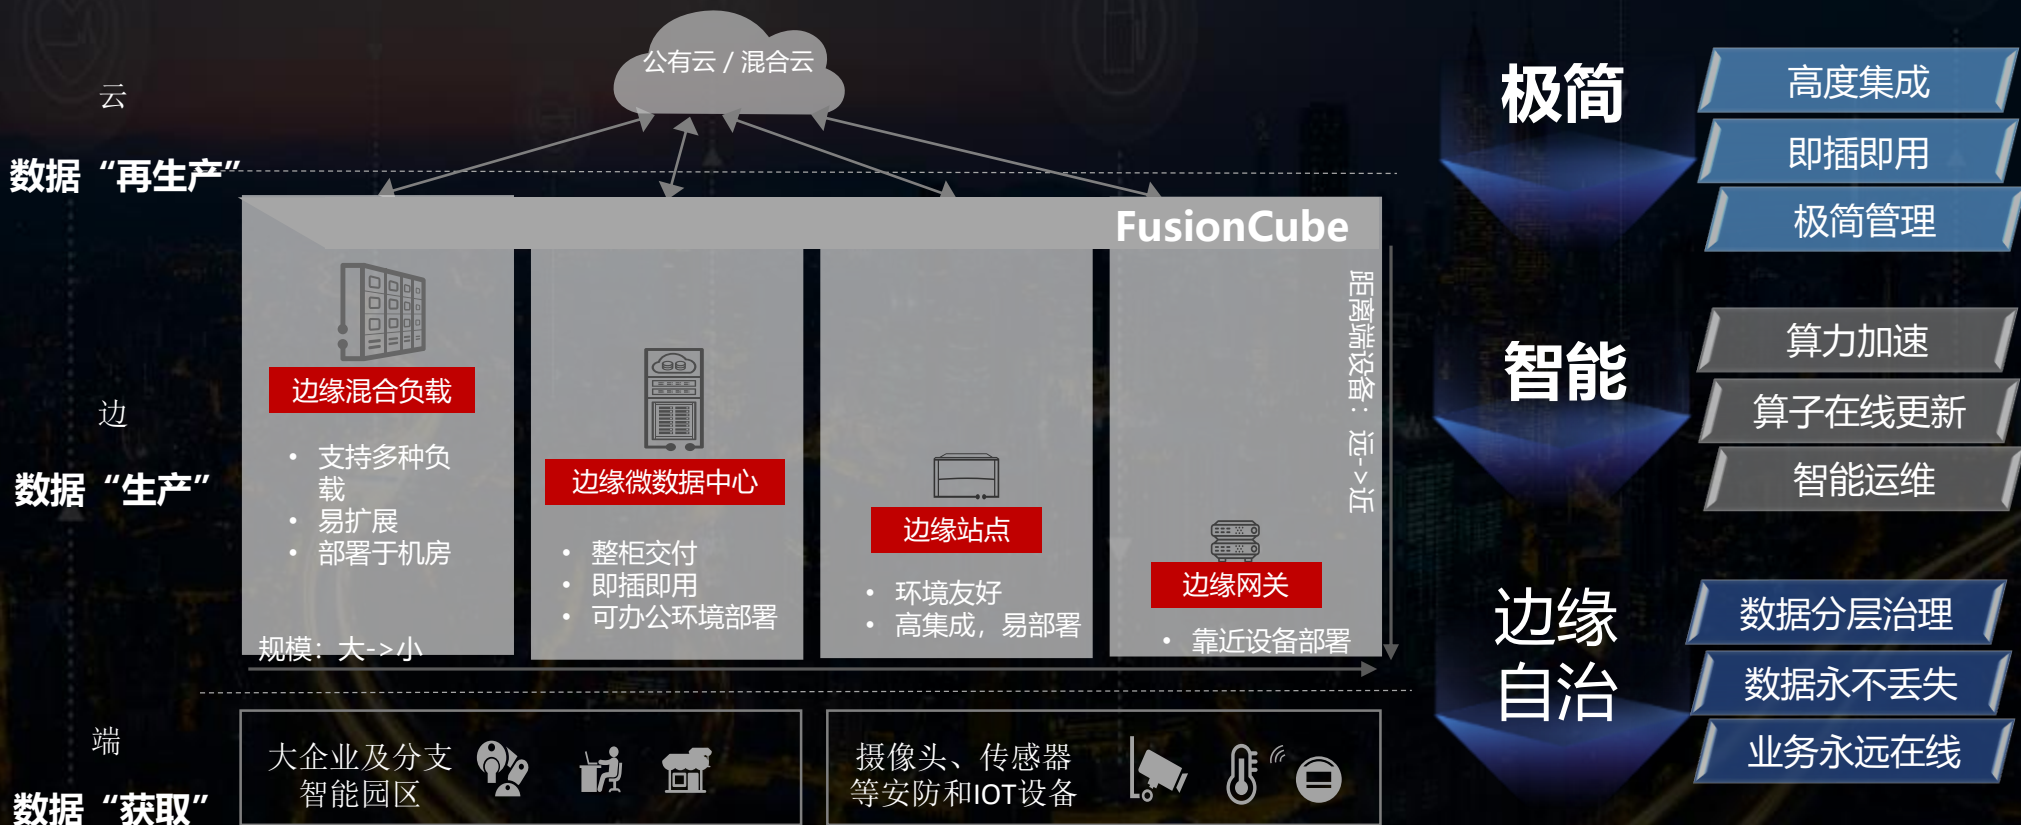 公有云 / 混合云
云
数据 “再生产”
FusionCube
距离端设备：远->近
边缘混合负载
• 支持多种负
载
• 易扩展
• 部署于机房
边缘微数据中心
• 整柜交付
• 即插即用
• 可办公环境部署
边缘站点
• 环境友好
• 高集成，易部署
边缘网关
• 靠近设备部署
边
数据 “生产”
规模：大->小
端
数据 “获取”
大企业及分支
智能园区
摄像头、传感器
等安防和IOT设备
极简
高度集成
即插即用
极简管理
智能
算力加速
算子在线更新
智能运维
边缘
自治
数据分层治理
数据永不丢失
业务永远在线